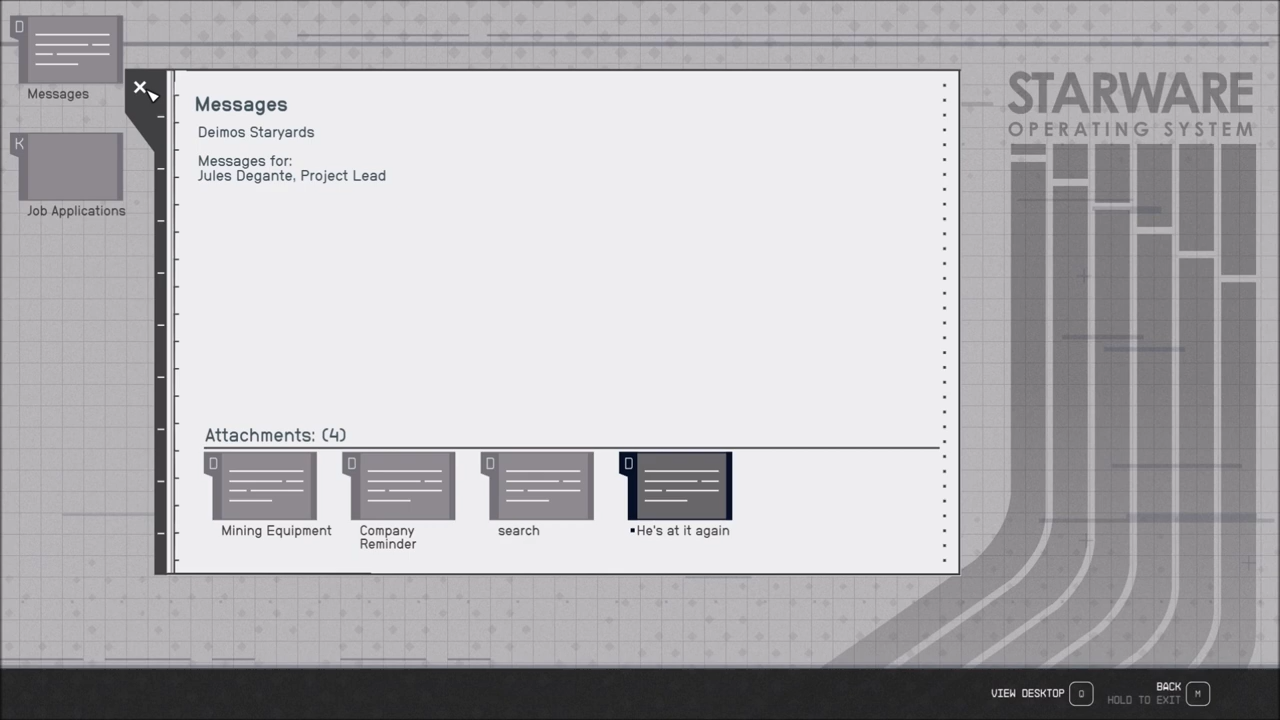 D
Messages
K
Job Applications
Messages
Deimos Staryards
Messages for:
Jules Degante, Project Lead
Attachments: (4)
D
Mining Equipment
D
Company
Reminder
D
search
D
He's at it again
STARWARE
OPERATING SYSTEM
VIEW DESKTOP Q
BACK
HOLD TO EXIT M